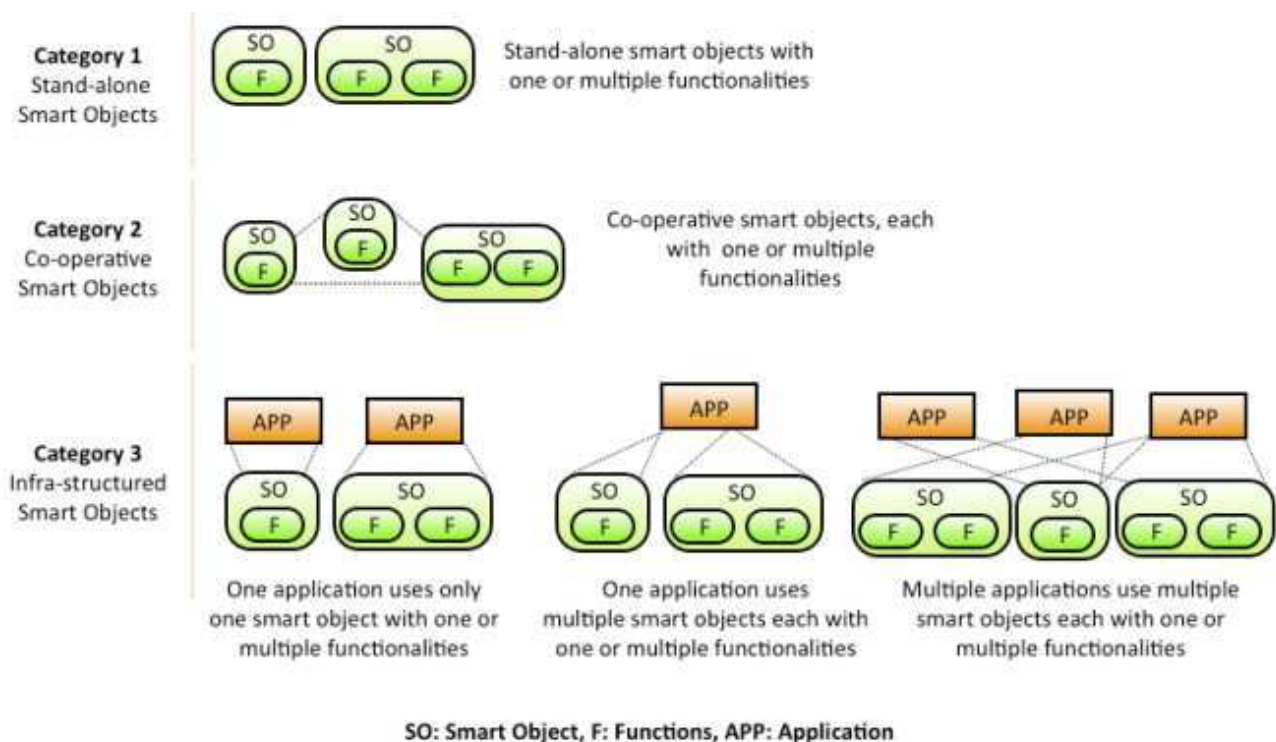 Category 1
Stand-alone
Smart Objects
SO
F
SO
F F
Stand-alone smart objects with
one or multiple functionalities
Category 2
Co-operative
Smart Objects
SO
F
SO
F
SO
F F
Co-operative smart objects, each
with one or multiple
functionalities
Category 3
Infra-structured
Smart Objects
APP
APP
SO
F
SO
F F
One application uses only
one smart object with one or
multiple functionalities
APP
SO
F
SO
F F
One application uses
multiple smart objects each with
one or multiple functionalities
APP
APP
APP
SO
F F
SO
F
SO
F F
Multiple applications use multiple
smart objects each with one or
multiple functionalities
SO: Smart Object, F: Functions, APP: Application